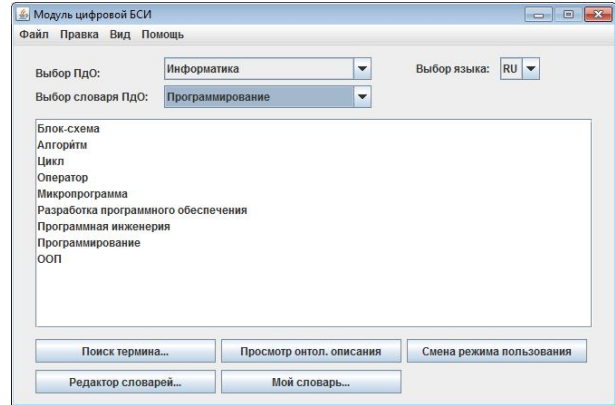 Модуль цифровой БСИ
Файл Правка Вид Помощь
Выбор ПдО: Информатика Выбор языка: RU
Выбор словаря ПдО: Программирование
Блок-схема
Алгори́тм
Цикл
Оператор
Микропрограмма
Разработка программного обеспечения
Программная инженерия
Программирование
ООП
Поиск термина... Просмотр онтол. описания Смена режима пользования
Редактор словарей... Мой словарь...